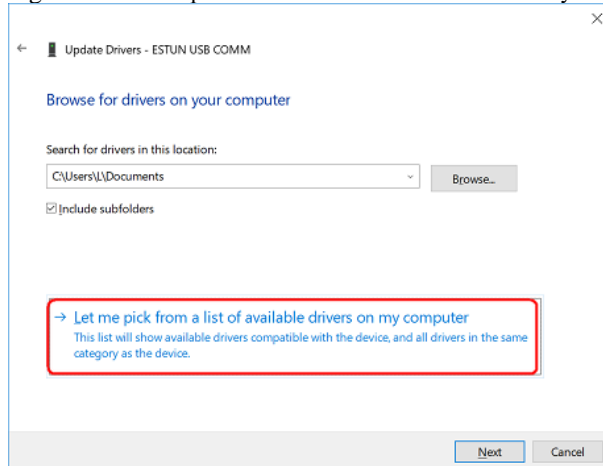 Update Drivers - ESTUN USB COMM
Browse for drivers on your computer
Search for drivers in this location:
C:\Users\L\Documents
Browse...
Include subfolders
→ Let me pick from a list of available drivers on my computer
This list will show available drivers compatible with the device, and all drivers in the same
category as the device.
Next Cancel